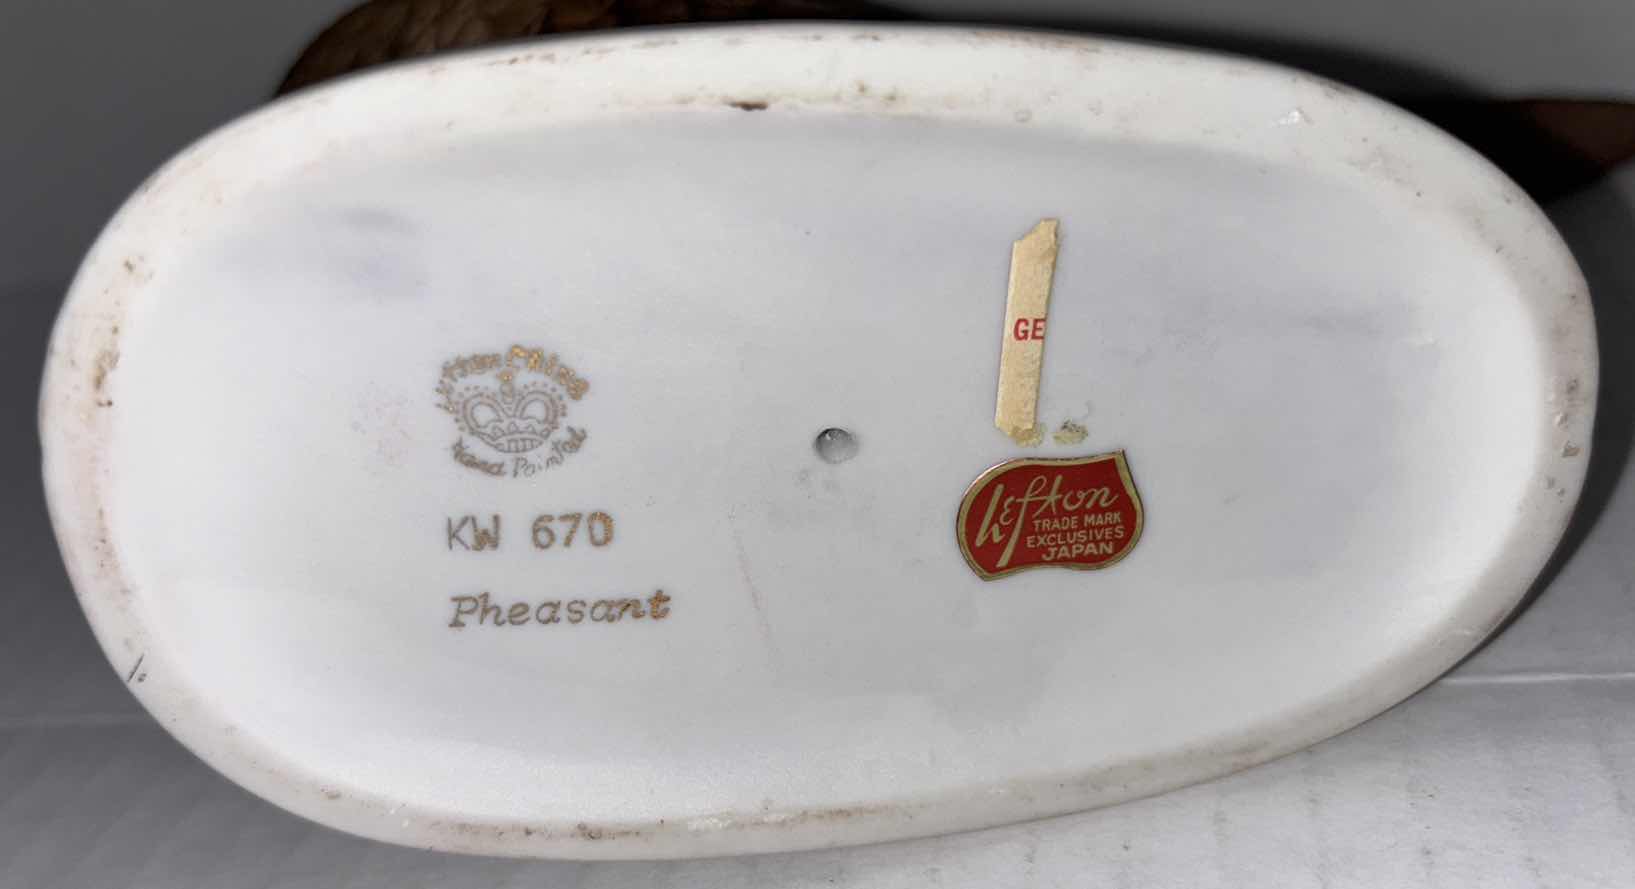 Lefton China
Hand Painted
KW 670
Pheasant
GE
Lefton
TRADE MARK
EXCLUSIVES
JAPAN